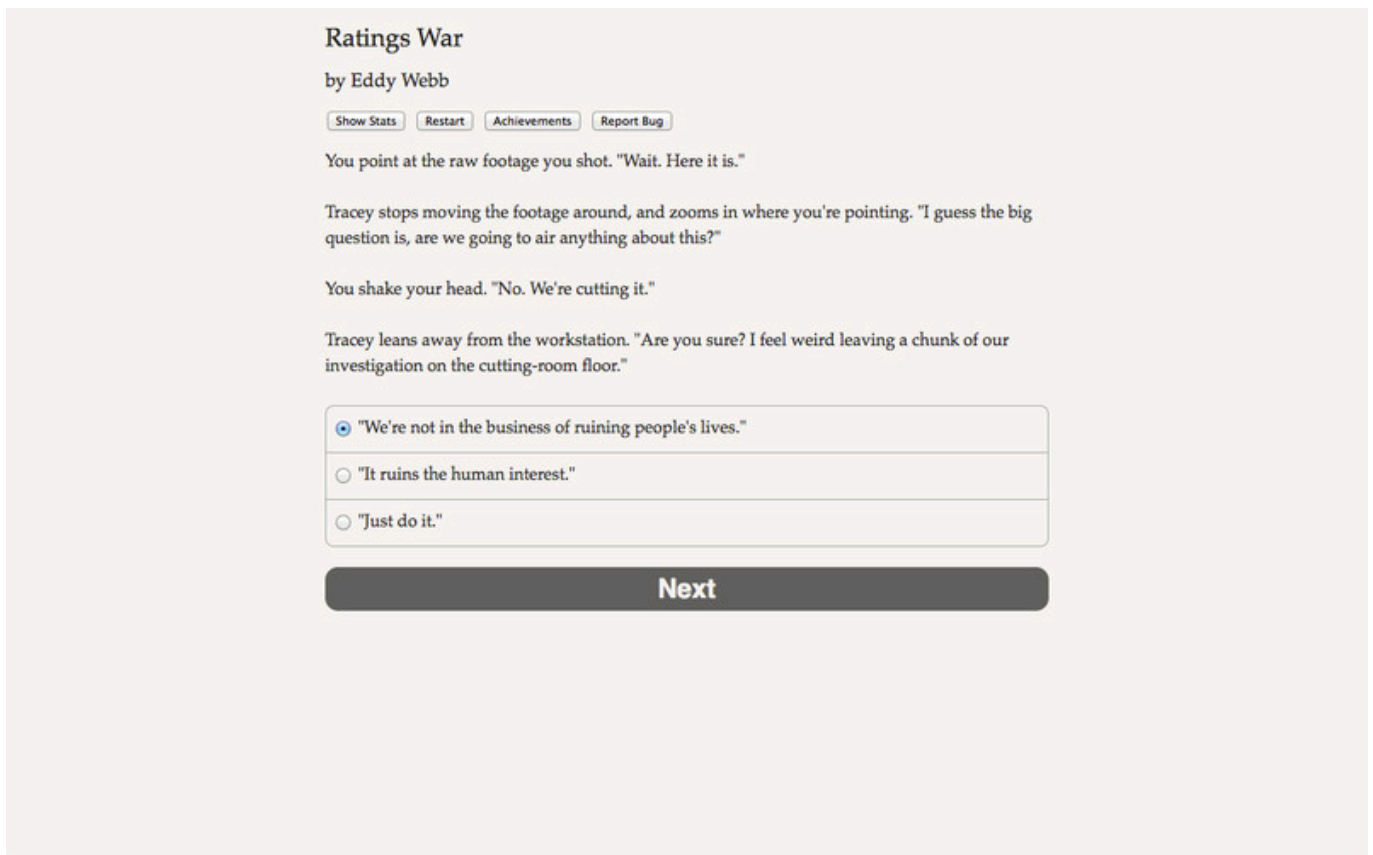 Ratings War
by Eddy Webb
Show Stats
Restart
Achievements
Report Bug
You point at the raw footage you shot. "Wait. Here it is."
Tracey stops moving the footage around, and zooms in where you're pointing. "I guess the big
question is, are we going to air anything about this?"
You shake your head. "No. We're cutting it."
Tracey leans away from the workstation. "Are you sure? I feel weird leaving a chunk of our
investigation on the cutting-room floor."
"We're not in the business of ruining people's lives."
"It ruins the human interest."
"Just do it."
Next